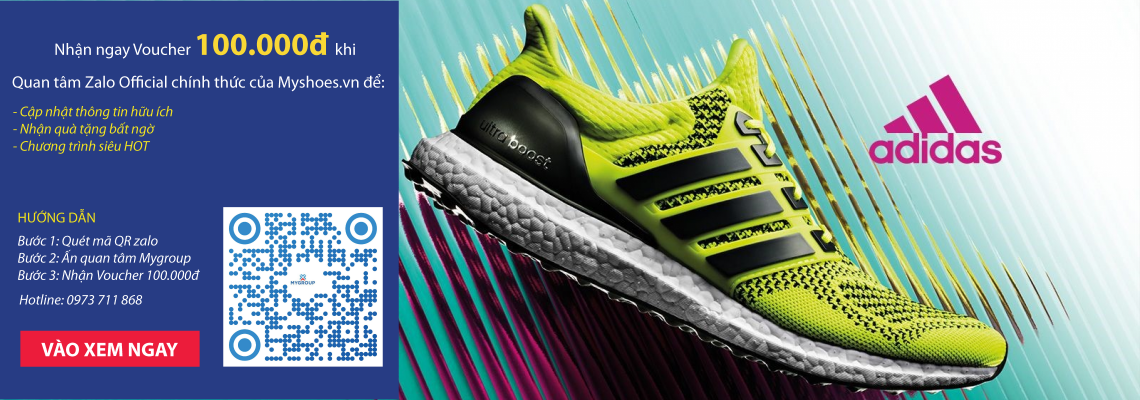 Nhận ngay Voucher 100.000đ khi
Quan tâm Zalo Official chính thức của Myshoes.vn để:
- Cập nhật thông tin hữu ích
- Nhận quà tặng bất ngờ
- Chương trình siêu HOT
HƯỚNG DẪN
Bước 1: Quét mã QR zalo
Bước 2: Ấn quan tâm Mygroup
Bước 3: Nhận Voucher 100.000đ
Hotline: 0973 711 868
VÀO XEM NGAY
MYGROUP
ultra boost
adidas